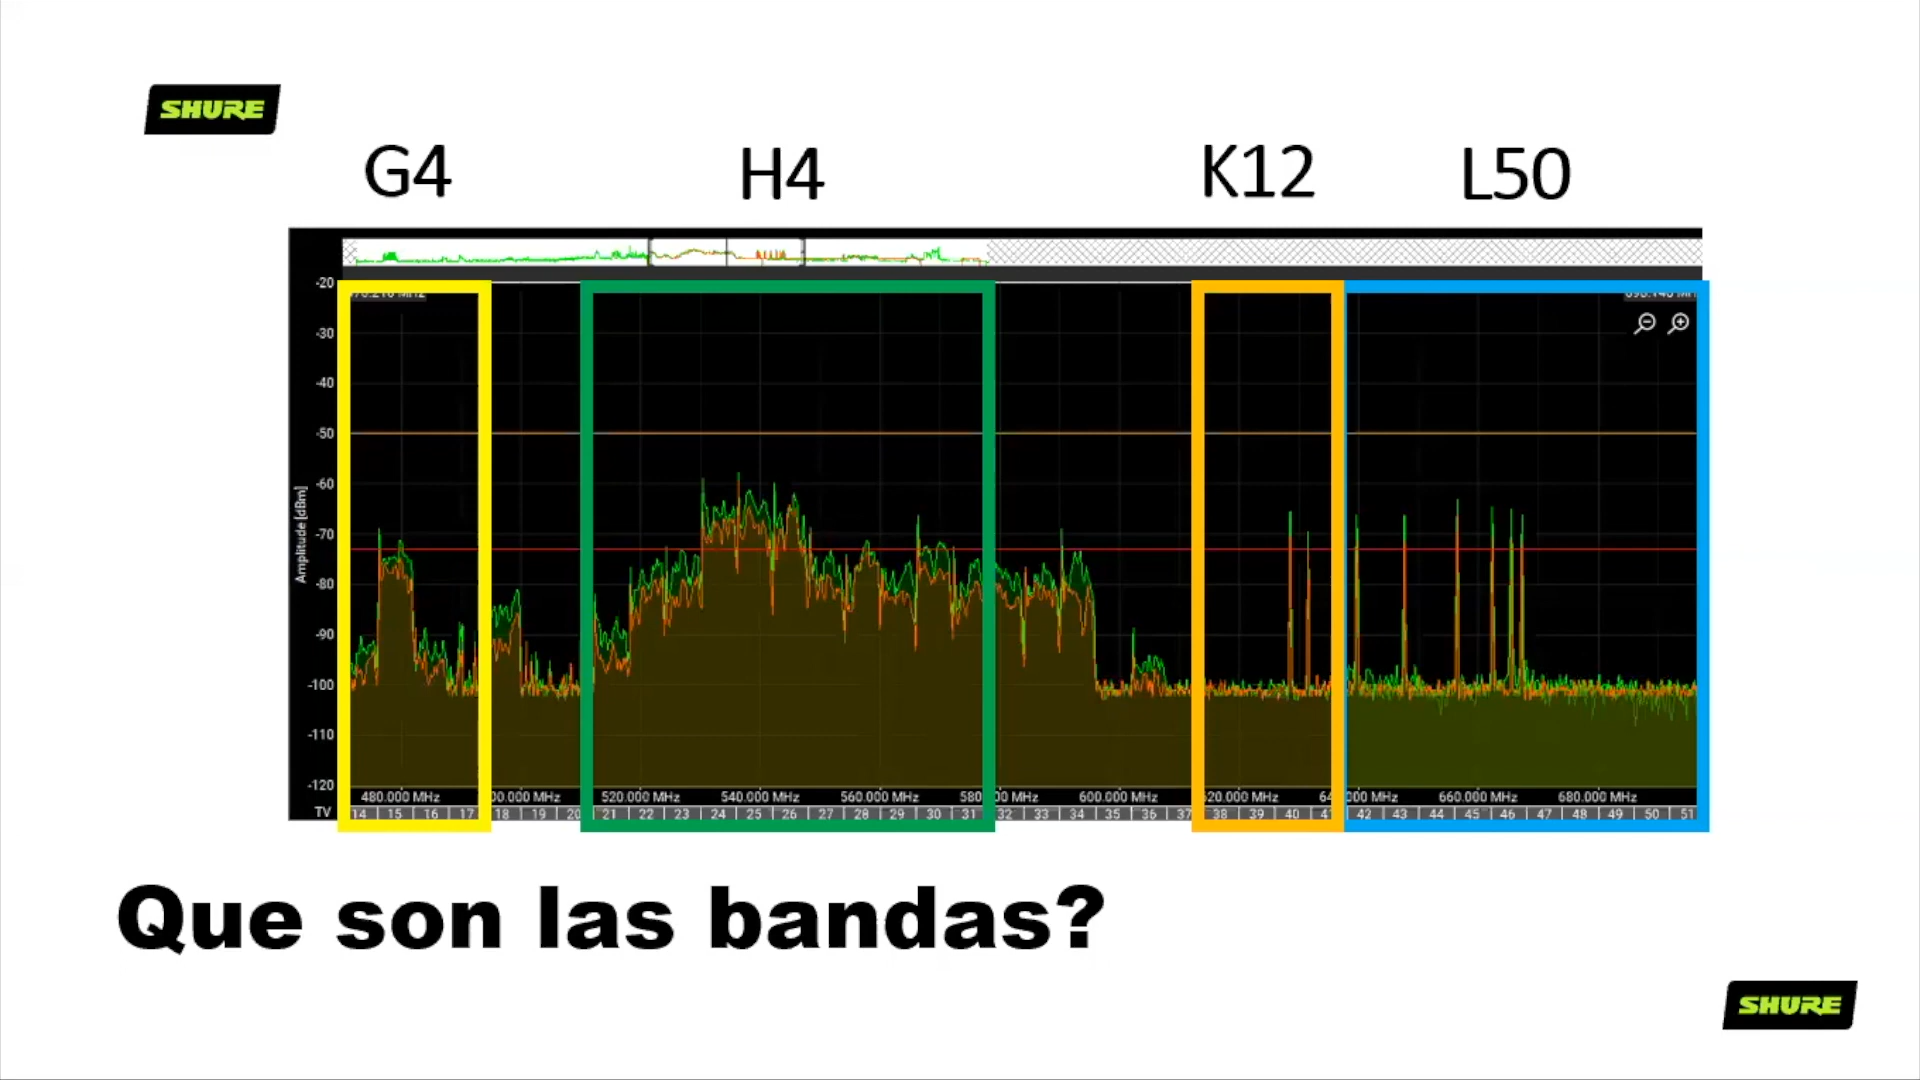 SHURE
G4 H4 K12 L50
-20
-30
-40
-50
-60
-70
-80
-90
-100
-110
-120
Amplitude [dBm]
480.000 MHz 520.000 MHz 540.000 MHz 560.000 MHz 600.000 MHz 660.000 MHz 680.000 MHz
TV 14 15 16 17 18 19 20 21 22 23 24 25 26 27 28 29 30 31 32 33 34 35 36 37 38 39 40 41 42 43 44 45 46 47 48 49 50 51
Que son las bandas?
SHURE